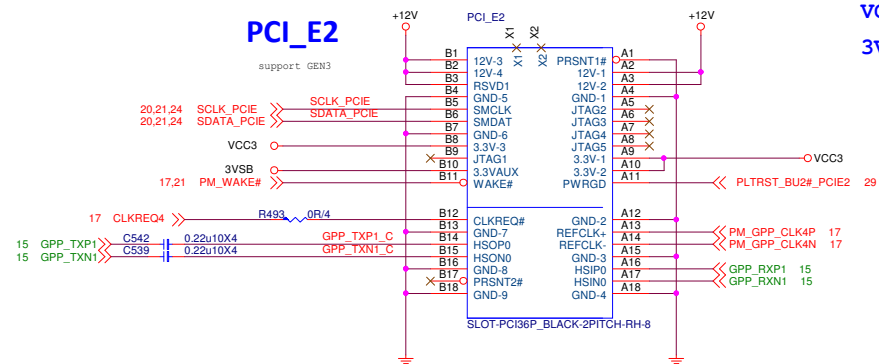 PCI_E2
support GEN3
+12V
PCI_E2
X1
X2
+12V
VC
3V
B1 12V-3 PRSNT1# A1
B2 12V-4 12V-1 A2
B3 RSVD1 12V-2 A3
B4 GND-5 GND-1 A4
20,21,24 SCLK_PCIE SCLK_PCIE B5 SMCLK JTAG2 A5
20,21,24 SDATA_PCIE SDATA_PCIE B6 SMDAT JTAG3 A6
B7 GND-6 JTAG4 A7
VCC3 B8 3.3V-3 JTAG5 A8
B9 JTAG1 3.3V-1 A9 VCC3
3VSB B10 3.3VAUX 3.3V-2 A10
17,21 PM_WAKE# B11 WAKE# PWRGD A11 PLTRST_BU2#_PCIE2 29
X1 X2
17 CLKREQ4 R493 0R/4 B12 CLKREQ# GND-2 A12
B13 GND-7 REFCLK+ A13 PM_GPP_CLK4P 17
15 GPP_TXP1 C542 0.22u10X4 GPP_TXP1_C B14 HSOP0 REFCLK- A14 PM_GPP_CLK4N 17
15 GPP_TXN1 C539 0.22u10X4 GPP_TXN1_C B15 HSON0 GND-3 A15
B16 GND-8 HSIP0 A16 GPP_RXP1 15
B17 PRSNT2# HSIN0 A17 GPP_RXN1 15
B18 GND-9 GND-4 A18
SLOT-PCI36P_BLACK-2PITCH-RH-8